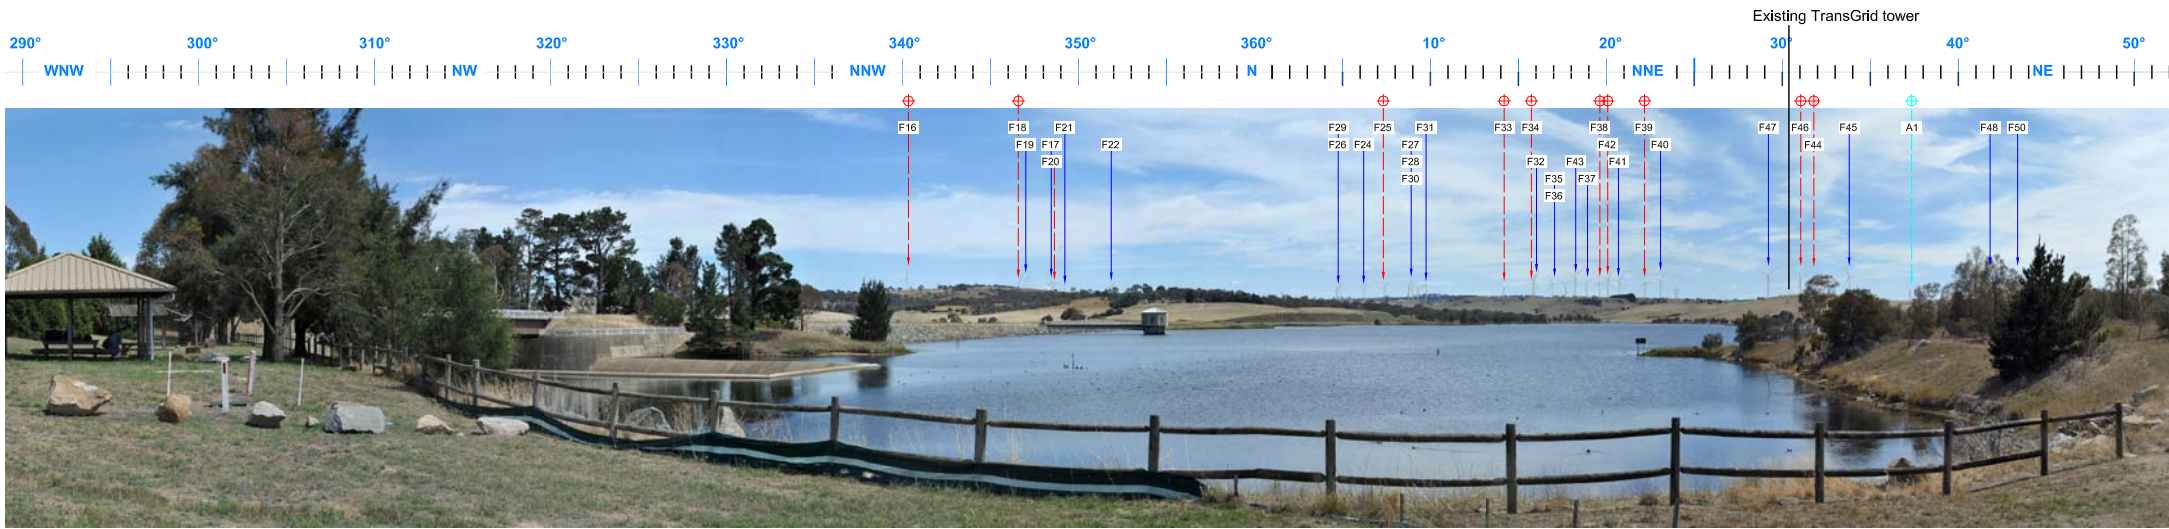 Existing TransGrid tower
290° 300° 310° 320° 330° 340° 350° 360° 10° 20° 30° 40° 50°
WNW NW NNW N NNE NE
F16 F18 F21 F29 F25 F31 F33 F34 F38 F39 F47 F46 F45 A1 F48 F50
F19 F17 F22 F26 F24 F27 F42 F40 F44
F20 F28 F32 F43 F41
F30 F35 F37
F36